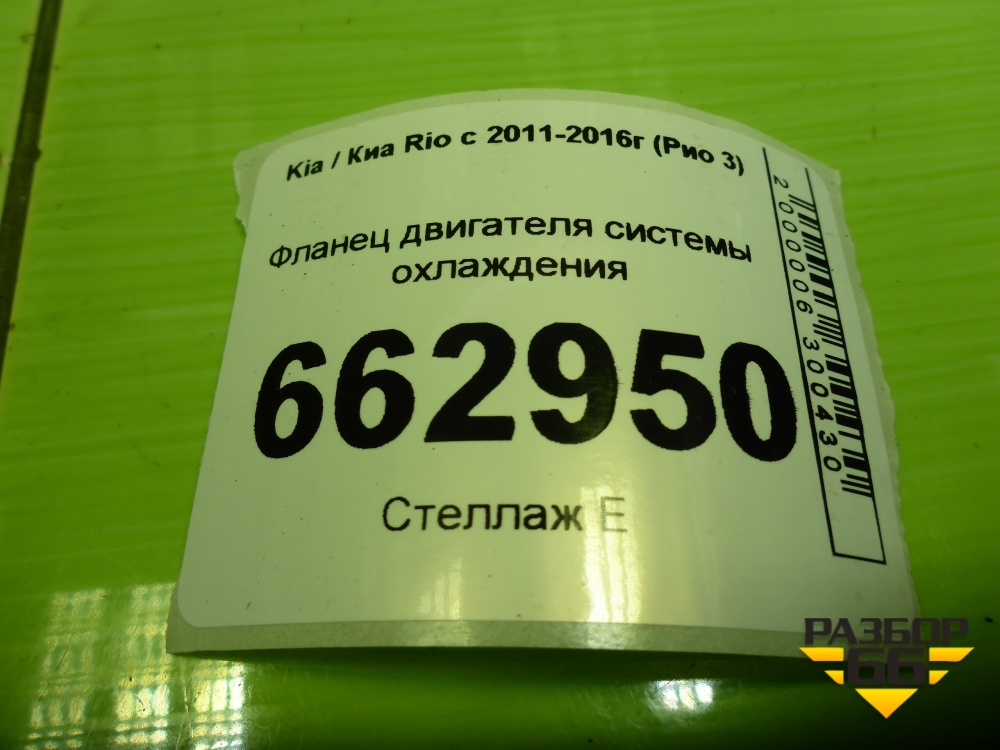 Kia / Киа Rio с 2011-2016г (Рио 3)
Фланец двигателя системы
охлаждения
662950
Стеллаж Е
2000006300430
РАЗБОР
66